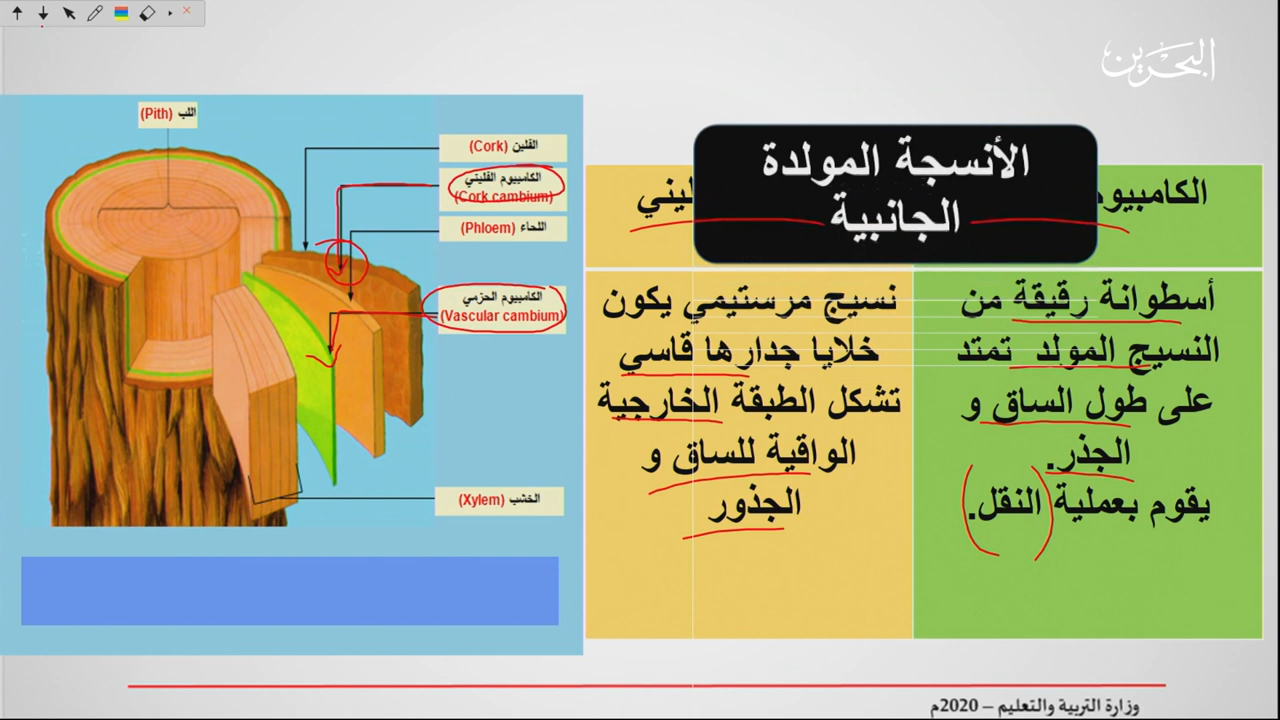 البحرين
الأنسجة المولدة
الجانبية
أسطوانة رقيقة من
النسيج المولد تمتد
على طول الساق و
الجذر.
يقوم بعملية النقل.
نسيج مرستيمي يكون
خلايا جدارها قاسي
تشكل الطبقة الخارجية
الواقية للساق و
الجذور
اللب (Pith)
الفلين (Cork)
الكامبيوم الفليني
(Cork cambium)
اللحاء (Phloem)
الكامبيوم الحزمي
(Vascular cambium)
الخشب (Xylem)
وزارة التربية والتعليم – 2020م